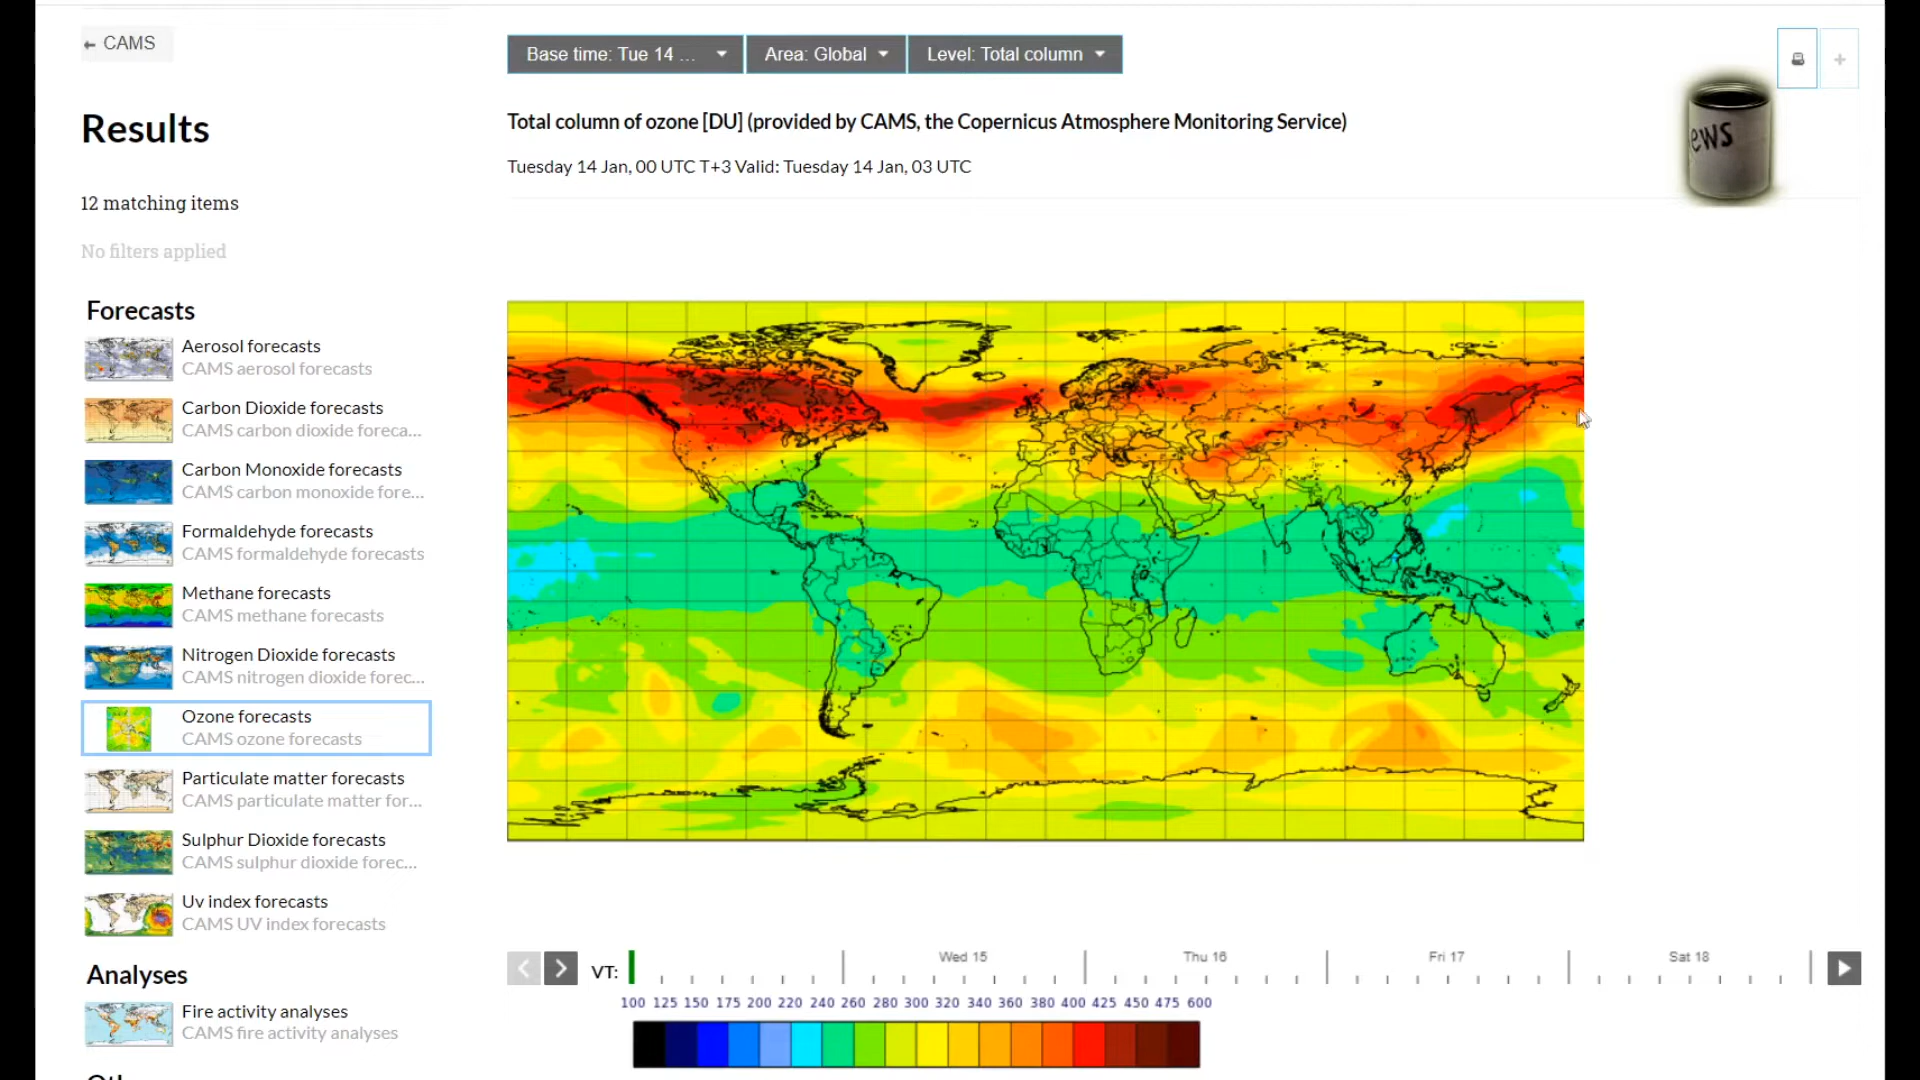 CAMS
Results
12 matching items
No filters applied
Forecasts
Aerosol forecasts
CAMS aerosol forecasts
Carbon Dioxide forecasts
CAMS carbon dioxide foreca...
Carbon Monoxide forecasts
CAMS carbon monoxide fore...
Formaldehyde forecasts
CAMS formaldehyde forecasts
Methane forecasts
CAMS methane forecasts
Nitrogen Dioxide forecasts
CAMS nitrogen dioxide forec...
Ozone forecasts
CAMS ozone forecasts
Particulate matter forecasts
CAMS particulate matter for...
Sulphur Dioxide forecasts
CAMS sulphur dioxide forec...
Uv index forecasts
CAMS UV index forecasts
Analyses
Fire activity analyses
CAMS fire activity analyses
Base time: Tue 14 ... Area: Global Level: Total column
Total column of ozone [DU] (provided by CAMS, the Copernicus Atmosphere Monitoring Service)
Tuesday 14 Jan, 00 UTC T+3 Valid: Tuesday 14 Jan, 03 UTC
ews
VT: Wed 15 Thu 16 Fri 17 Sat 18
100 125 150 175 200 220 240 260 280 300 320 340 360 380 400 425 450 475 600